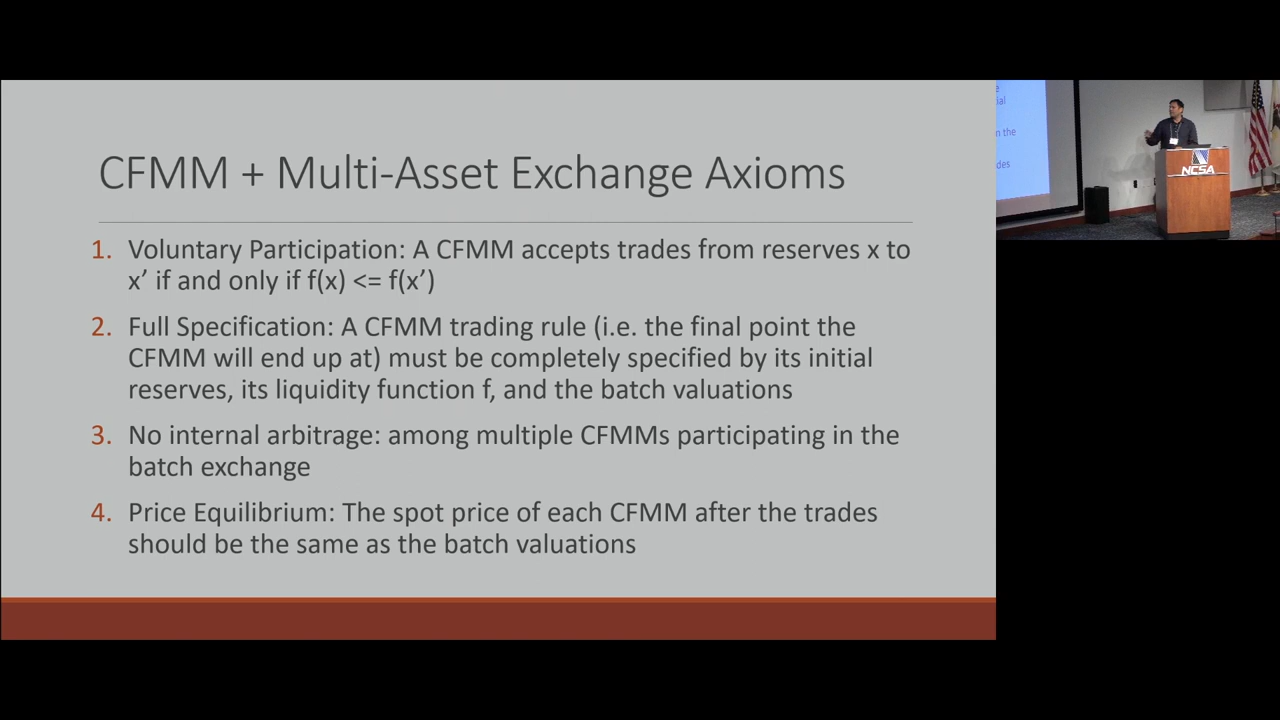 CFMM + Multi-Asset Exchange Axioms
1. Voluntary Participation: A CFMM accepts trades from reserves x to
x’ if and only if f(x) <= f(x’)
2. Full Specification: A CFMM trading rule (i.e. the final point the
CFMM will end up at) must be completely specified by its initial
reserves, its liquidity function f, and the batch valuations
3. No internal arbitrage: among multiple CFMMs participating in the
batch exchange
4. Price Equilibrium: The spot price of each CFMM after the trades
should be the same as the batch valuations
the
NCSA